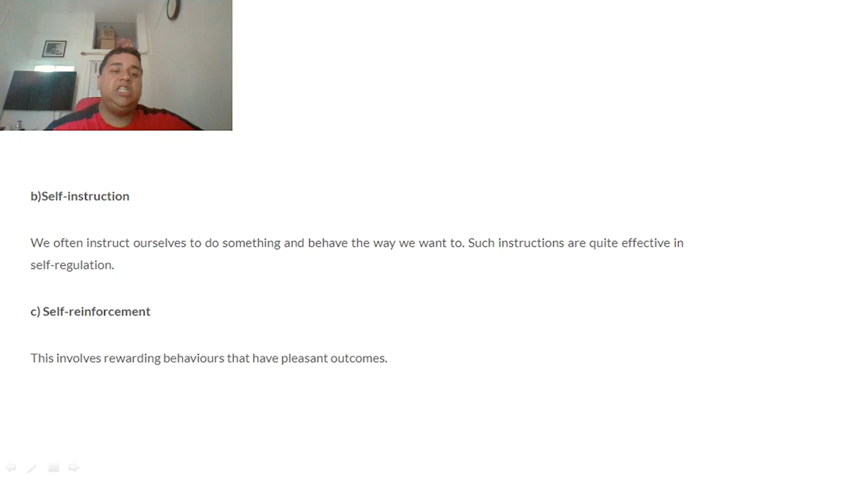 b)Self-instruction
We often instruct ourselves to do something and behave the way we want to. Such instructions are quite effective in
self-regulation.
c) Self-reinforcement
This involves rewarding behaviours that have pleasant outcomes.